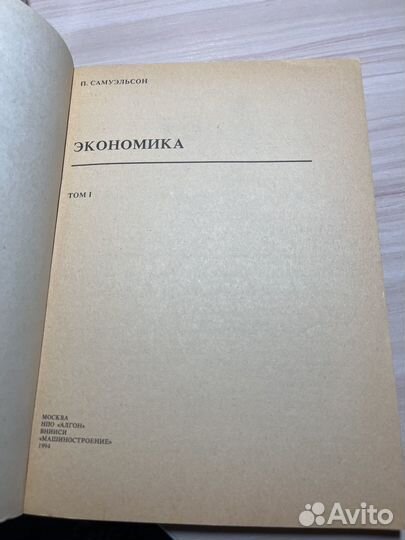 П. САМУЭЛЬСОН
ЭКОНОМИКА
ТОМ I
МОСКВА
НПО «АЛГОН»
ВНИИСИ
«МАШИНОСТРОЕНИЕ»
1994
Avito